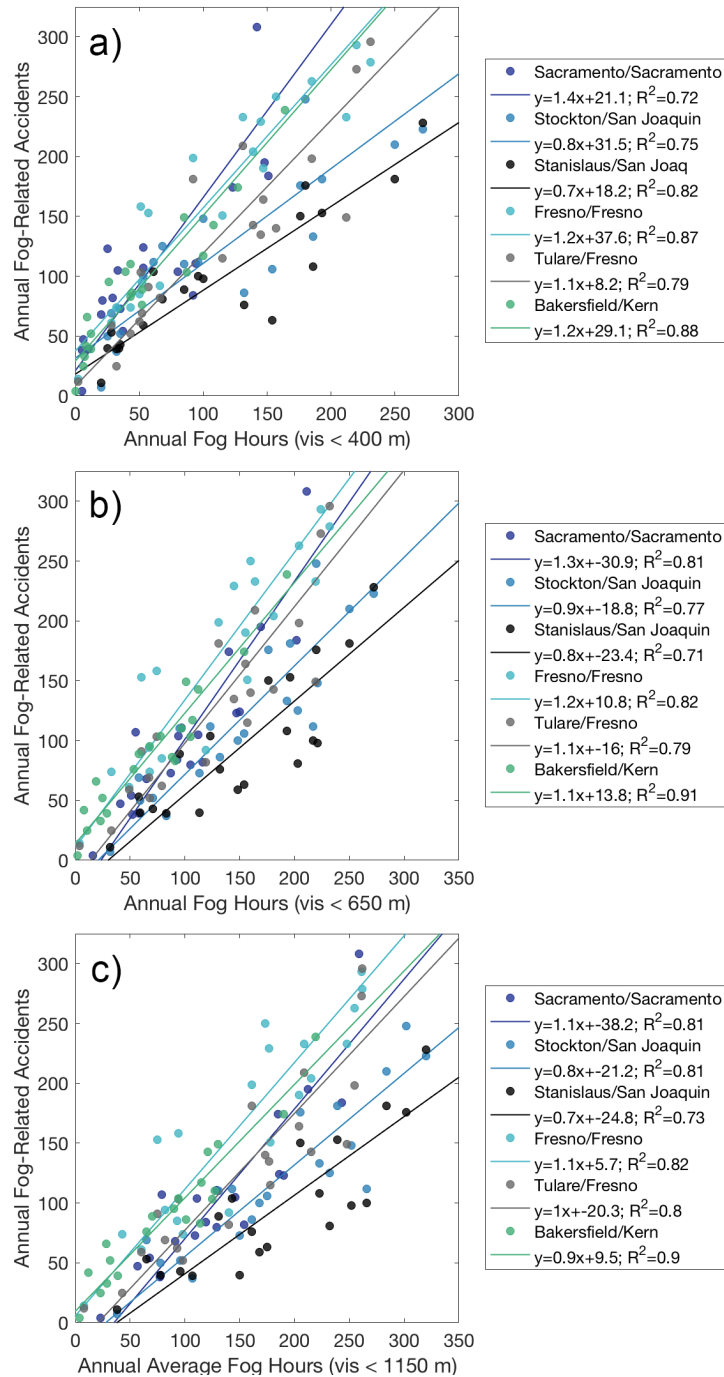 a)
Annual Fog-Related Accidents
300
250
200
150
100
50
0
0 50 100 150 200 250 300
Annual Fog Hours (vis < 400 m)
Sacramento/Sacramento
y=1.4x+21.1; R²=0.72
Stockton/San Joaquin
y=0.8x+31.5; R²=0.75
Stanislaus/San Joaq
y=0.7x+18.2; R²=0.82
Fresno/Fresno
y=1.2x+37.6; R²=0.87
Tulare/Fresno
y=1.1x+8.2; R²=0.79
Bakersfield/Kern
y=1.2x+29.1; R²=0.88
b)
Annual Fog-Related Accidents
300
250
200
150
100
50
0
0 50 100 150 200 250 300 350
Annual Fog Hours (vis < 650 m)
Sacramento/Sacramento
y=1.3x+-30.9; R²=0.81
Stockton/San Joaquin
y=0.9x+-18.8; R²=0.77
Stanislaus/San Joaquin
y=0.8x+-23.4; R²=0.71
Fresno/Fresno
y=1.2x+10.8; R²=0.82
Tulare/Fresno
y=1.1x+-16; R²=0.79
Bakersfield/Kern
y=1.1x+13.8; R²=0.91
c)
Annual Fog-Related Accidents
300
250
200
150
100
50
0
0 50 100 150 200 250 300 350
Annual Average Fog Hours (vis < 1150 m)
Sacramento/Sacramento
y=1.1x+-38.2; R²=0.81
Stockton/San Joaquin
y=0.8x+-21.2; R²=0.81
Stanislaus/San Joaquin
y=0.7x+-24.8; R²=0.73
Fresno/Fresno
y=1.1x+5.7; R²=0.82
Tulare/Fresno
y=1x+-20.3; R²=0.8
Bakersfield/Kern
y=0.9x+9.5; R²=0.9